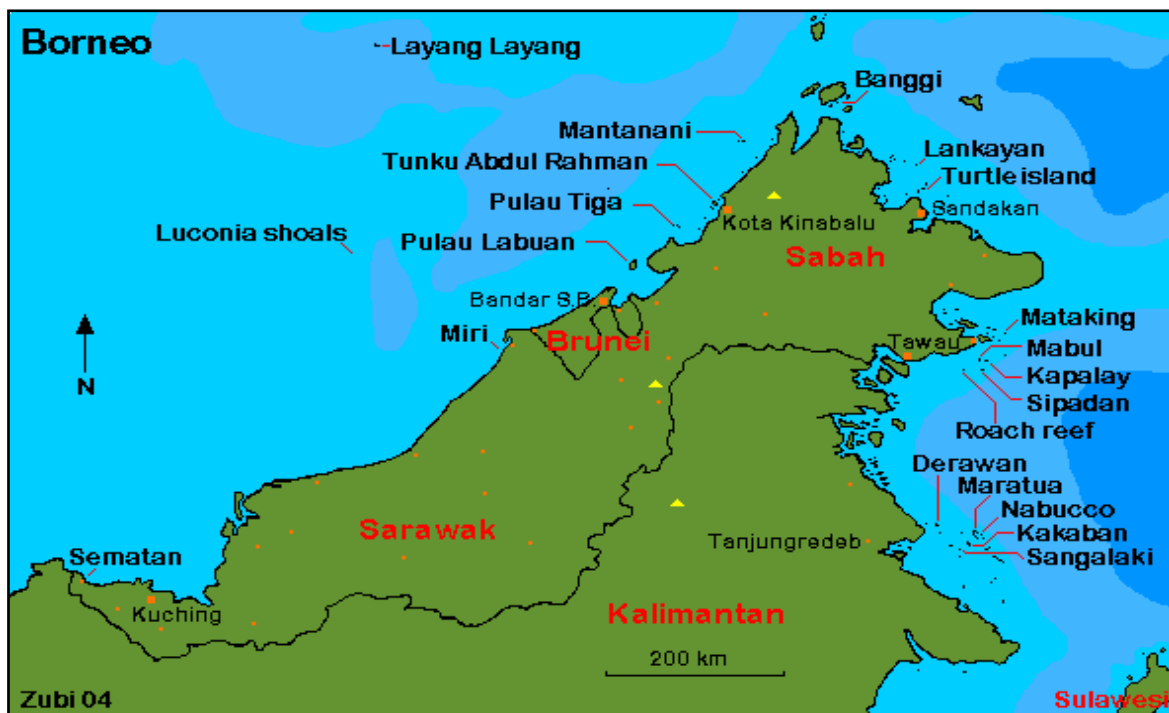 Borneo
Layang Layang
Banggi
Mantanani
Tunku Abdul Rahman
Lankayan
Turtle island
Pulau Tiga
Kota Kinabalu
Sandakan
Luconia shoals
Pulau Labuan
Sabah
Bandar S.B.
Miri
Brunei
Tawau
Mataking
Mabul
Kapalay
Sipadan
Roach reef
N
Derawan
Maratua
Nabucco
Kakaban
Sangalaki
Sarawak
Tanjungredeb
Sematan
Kuching
Kalimantan
200 km
Zubi 04
Sulawesi